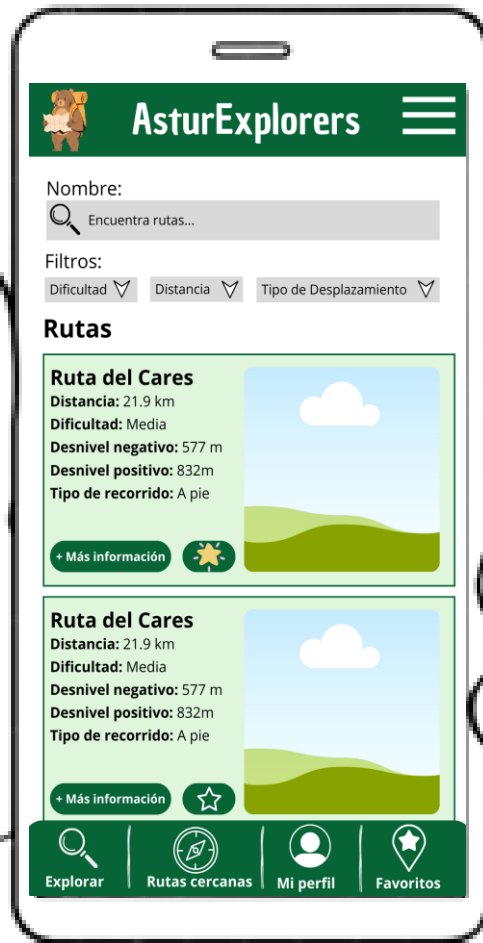 AsturExplorers
Nombre:
Encuentra rutas...
Filtros:
Dificultad Distancia Tipo de Desplazamiento
Rutas
Ruta del Cares
Distancia: 21.9 km
Dificultad: Media
Desnivel negativo: 577 m
Desnivel positivo: 832m
Tipo de recorrido: A pie
+ Más información
Ruta del Cares
Distancia: 21.9 km
Dificultad: Media
Desnivel negativo: 577 m
Desnivel positivo: 832m
Tipo de recorrido: A pie
+ Más información
Explorar Rutas cercanas Mi perfil Favoritos